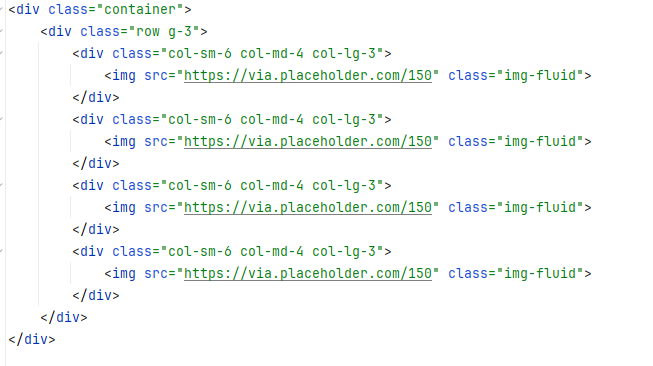 <div class="container">
    <div class="row g-3">
        <div class="col-sm-6 col-md-4 col-lg-3">
            <img src="https://via.placeholder.com/150" class="img-fluid">
        </div>
        <div class="col-sm-6 col-md-4 col-lg-3">
            <img src="https://via.placeholder.com/150" class="img-fluid">
        </div>
        <div class="col-sm-6 col-md-4 col-lg-3">
            <img src="https://via.placeholder.com/150" class="img-fluid">
        </div>
        <div class="col-sm-6 col-md-4 col-lg-3">
            <img src="https://via.placeholder.com/150" class="img-fluid">
        </div>
    </div>
</div>